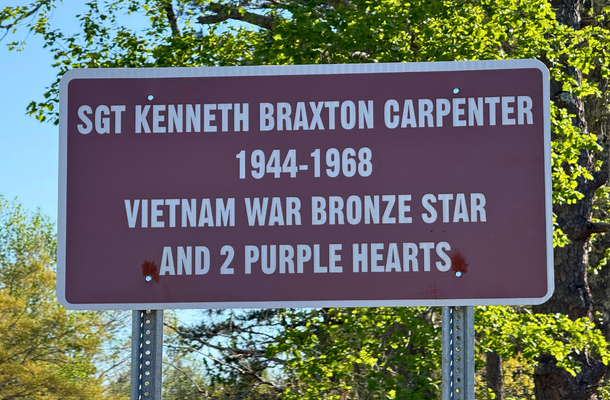 SGT KENNETH BRAXTON CARPENTER
1944-1968
VIETNAM WAR BRONZE STAR
AND 2 PURPLE HEARTS